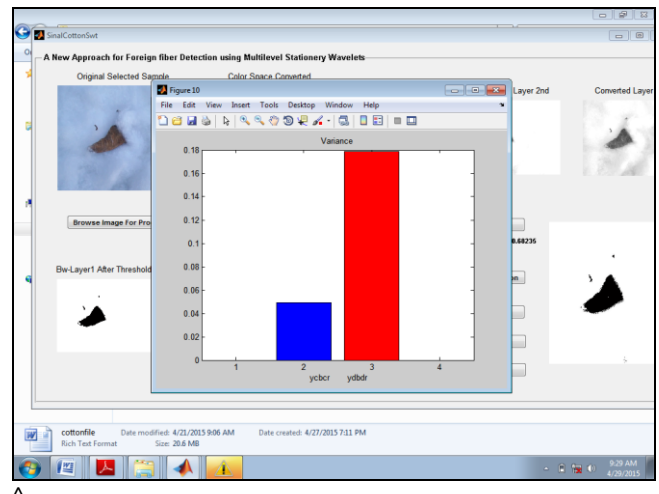 SinalCottonSwt
A New Approach for Foreign fiber Detection using Multilevel Stationery Wavelets
Original Selected Sample
Color Space Converted
Layer 2nd
Converted Layer
Figure 10
File Edit View Insert Tools Desktop Window Help
Variance
0.18
0.16
0.14
0.12
0.1
0.08
0.06
0.04
0.02
0
1 2 3 4
ycbcr ydbdr
Browse Image For Pro
0.68235
Bw-Layer1 After Threshold
cottonfile Date modified: 4/21/2015 9:06 AM Date created: 4/27/2015 7:11 PM
Rich Text Format Size: 20.6 MB
9:29 AM
4/29/2015